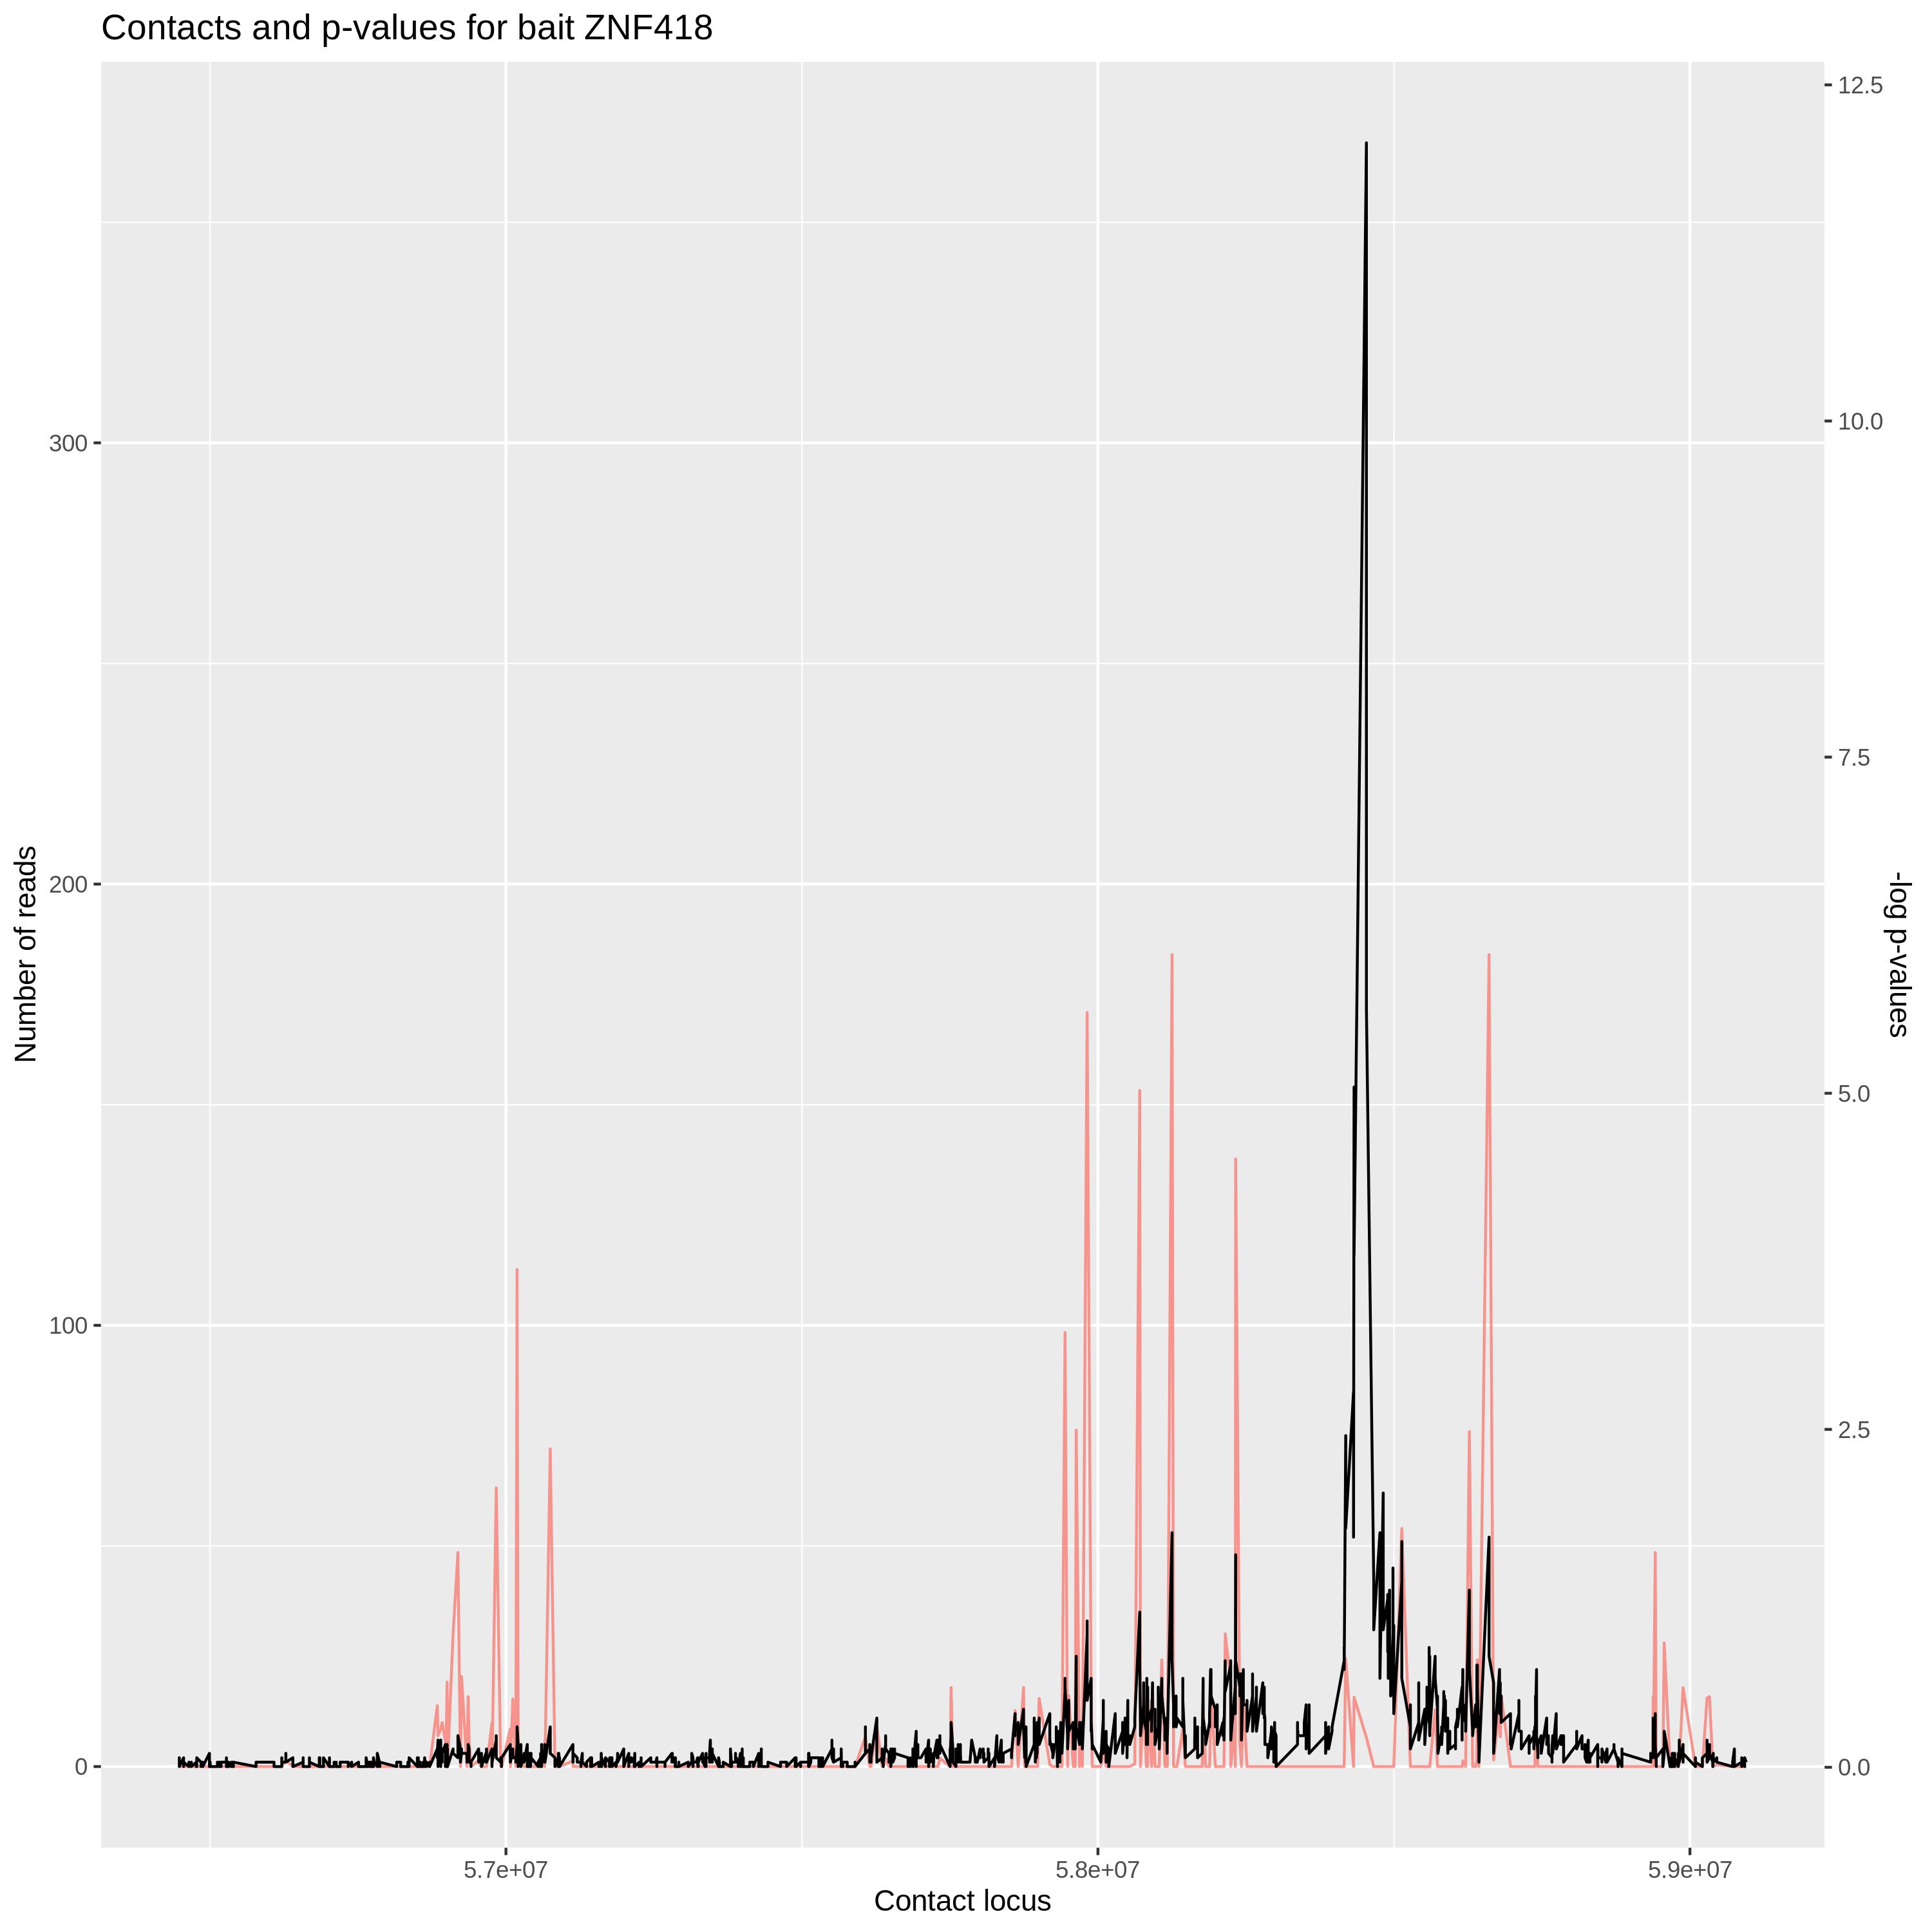 Contacts and p-values for bait ZNF418
Number of reads
300
200
100
0
12.5
10.0
7.5
5.0
2.5
0.0
-log p-values
5.7e+07
5.8e+07
5.9e+07
Contact locus